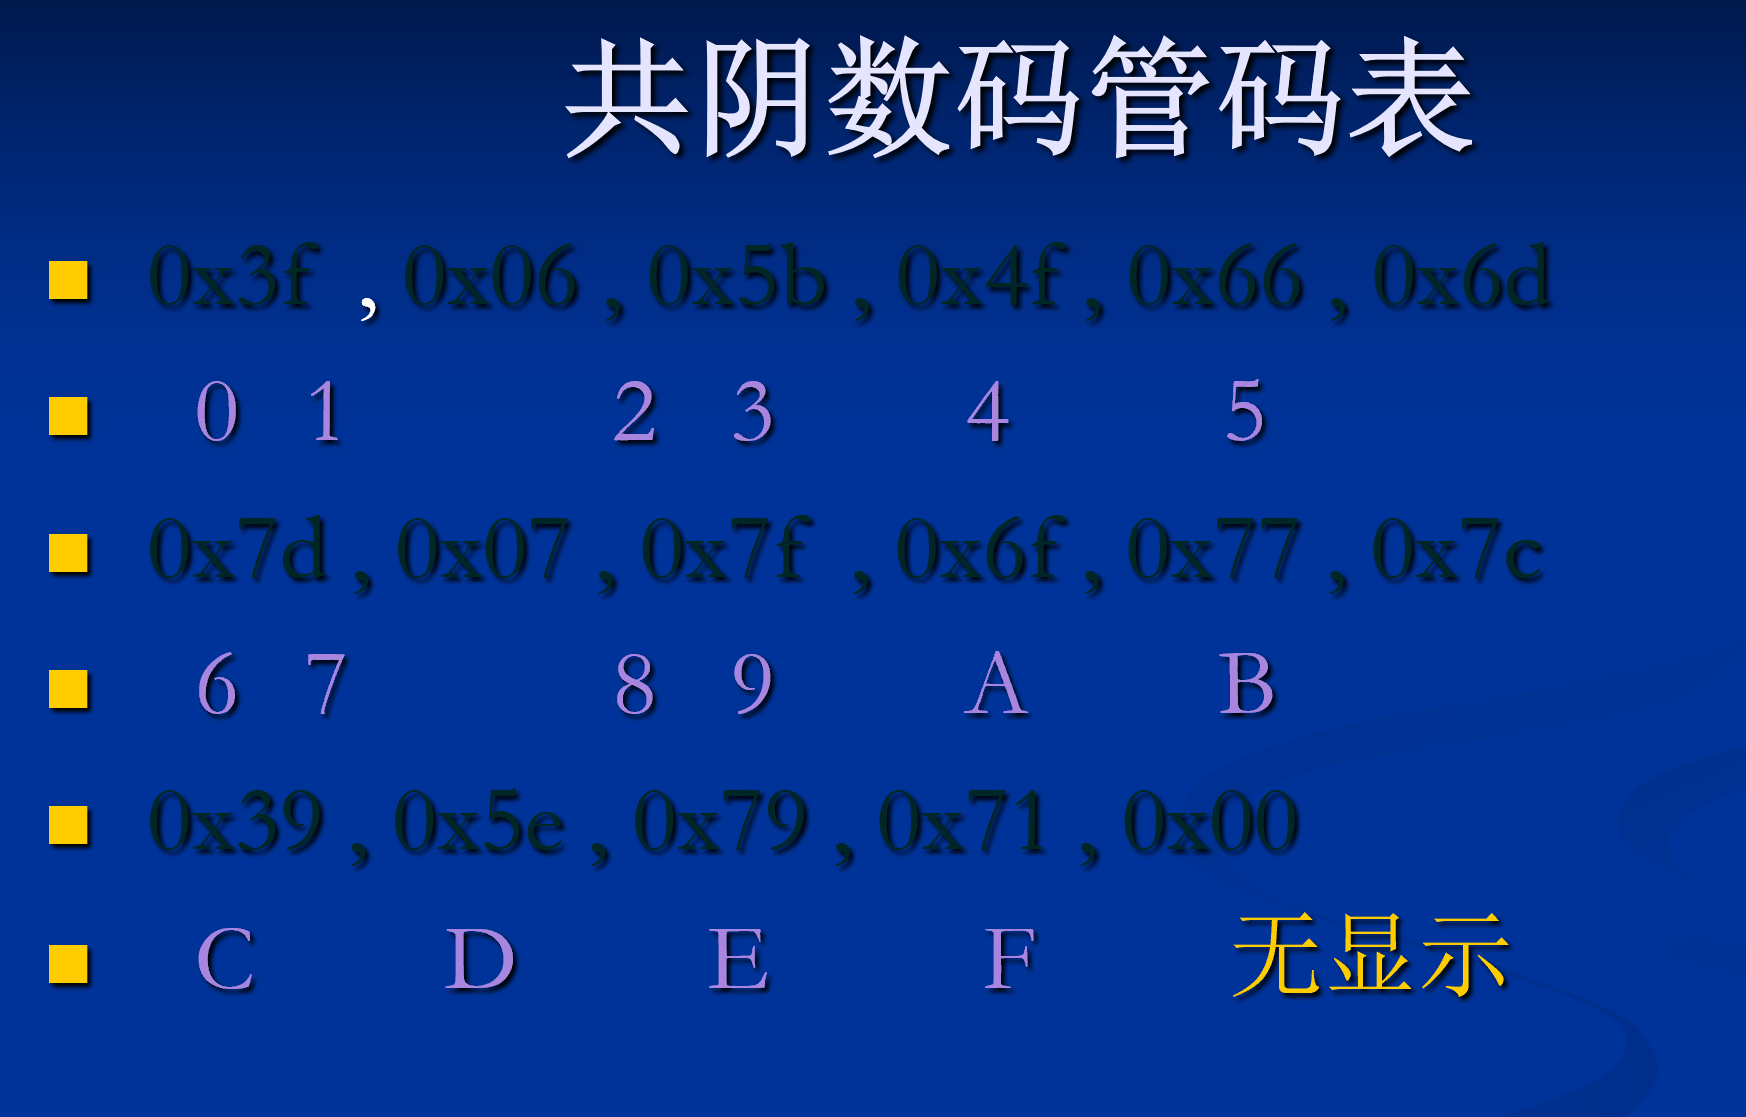 共阴数码管码表
0x3f , 0x06 , 0x5b , 0x4f , 0x66 , 0x6d
0 1 2 3 4 5
0x7d , 0x07 , 0x7f , 0x6f , 0x77 , 0x7c
6 7 8 9 A B
0x39 , 0x5e , 0x79 , 0x71 , 0x00
C D E F 无显示